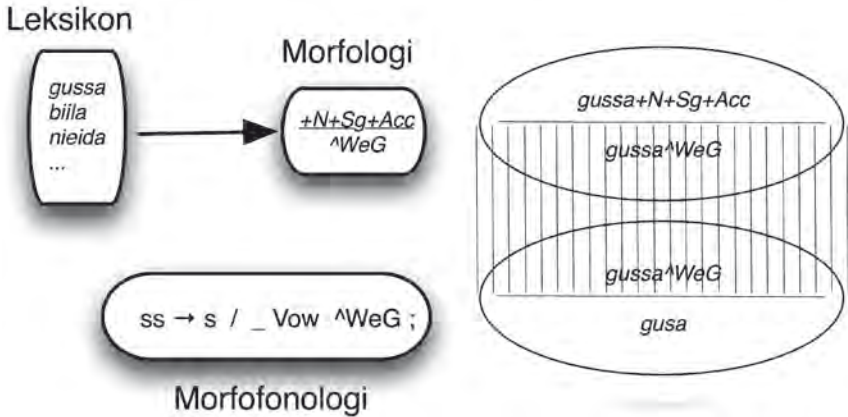 Leksikon
gussa
biila
nieida
...
Morfologi
+N+Sg+Acc
^WeG
ss → s / _ Vow ^WeG ;
Morfofonologi
gussa+N+Sg+Acc
gussa^WeG
gussa^WeG
gusa